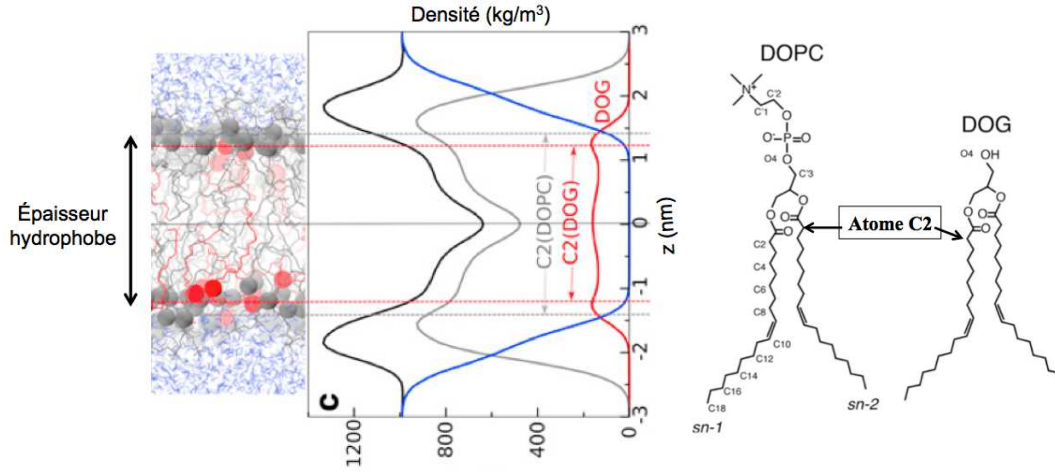 Densité (kg/m³)
Épaisseur
hydrophobe
C2(DOPC)
C2(DOG)
DOG
3
2
1
0
-1
-2
-3
z (nm)
c
1200
800
400
0
DOPC
N+
C'2
C'1
O
O-P=O
O4
O
C'3
O
O
O
O
C2
C4
C6
C8
C10
C12
C14
C16
C18
sn-1
sn-2
Atome C2
DOG
O4
OH
O
O
O
O